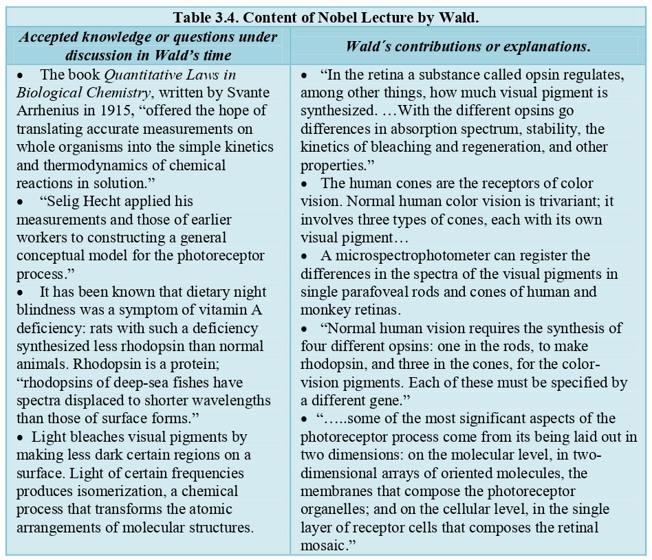 Table 3.4. Content of Nobel Lecture by Wald.
Accepted knowledge or questions under
discussion in Wald's time
Wald´s contributions or explanations.
• The book Quantitative Laws in
Biological Chemistry, written by Svante
Arrhenius in 1915, “offered the hope of
translating accurate measurements on
whole organisms into the simple kinetics
and thermodynamics of chemical
reactions in solution.”
• “Selig Hecht applied his
measurements and those of earlier
workers to constructing a general
conceptual model for the photoreceptor
process.”
• It has been known that dietary night
blindness was a symptom of vitamin A
deficiency: rats with such a deficiency
synthesized less rhodopsin than normal
animals. Rhodopsin is a protein;
“rhodopsins of deep-sea fishes have
spectra displaced to shorter wavelengths
than those of surface forms.”
• Light bleaches visual pigments by
making less dark certain regions on a
surface. Light of certain frequencies
produces isomerization, a chemical
process that transforms the atomic
arrangements of molecular structures.
• “In the retina a substance called opsin regulates,
among other things, how much visual pigment is
synthesized. …With the different opsins go
differences in absorption spectrum, stability, the
kinetics of bleaching and regeneration, and other
properties.”
• The human cones are the receptors of color
vision. Normal human color vision is trivariant; it
involves three types of cones, each with its own
visual pigment…
• A microspectrophotometer can register the
differences in the spectra of the visual pigments in
single parafoveal rods and cones of human and
monkey retinas.
• “Normal human vision requires the synthesis of
four different opsins: one in the rods, to make
rhodopsin, and three in the cones, for the color-
vision pigments. Each of these must be specified by
a different gene.”
• “…..some of the most significant aspects of the
photoreceptor process come from its being laid out in
two dimensions: on the molecular level, in two-
dimensional arrays of oriented molecules, the
membranes that compose the photoreceptor
organelles; and on the cellular level, in the single
layer of receptor cells that composes the retinal
mosaic.”